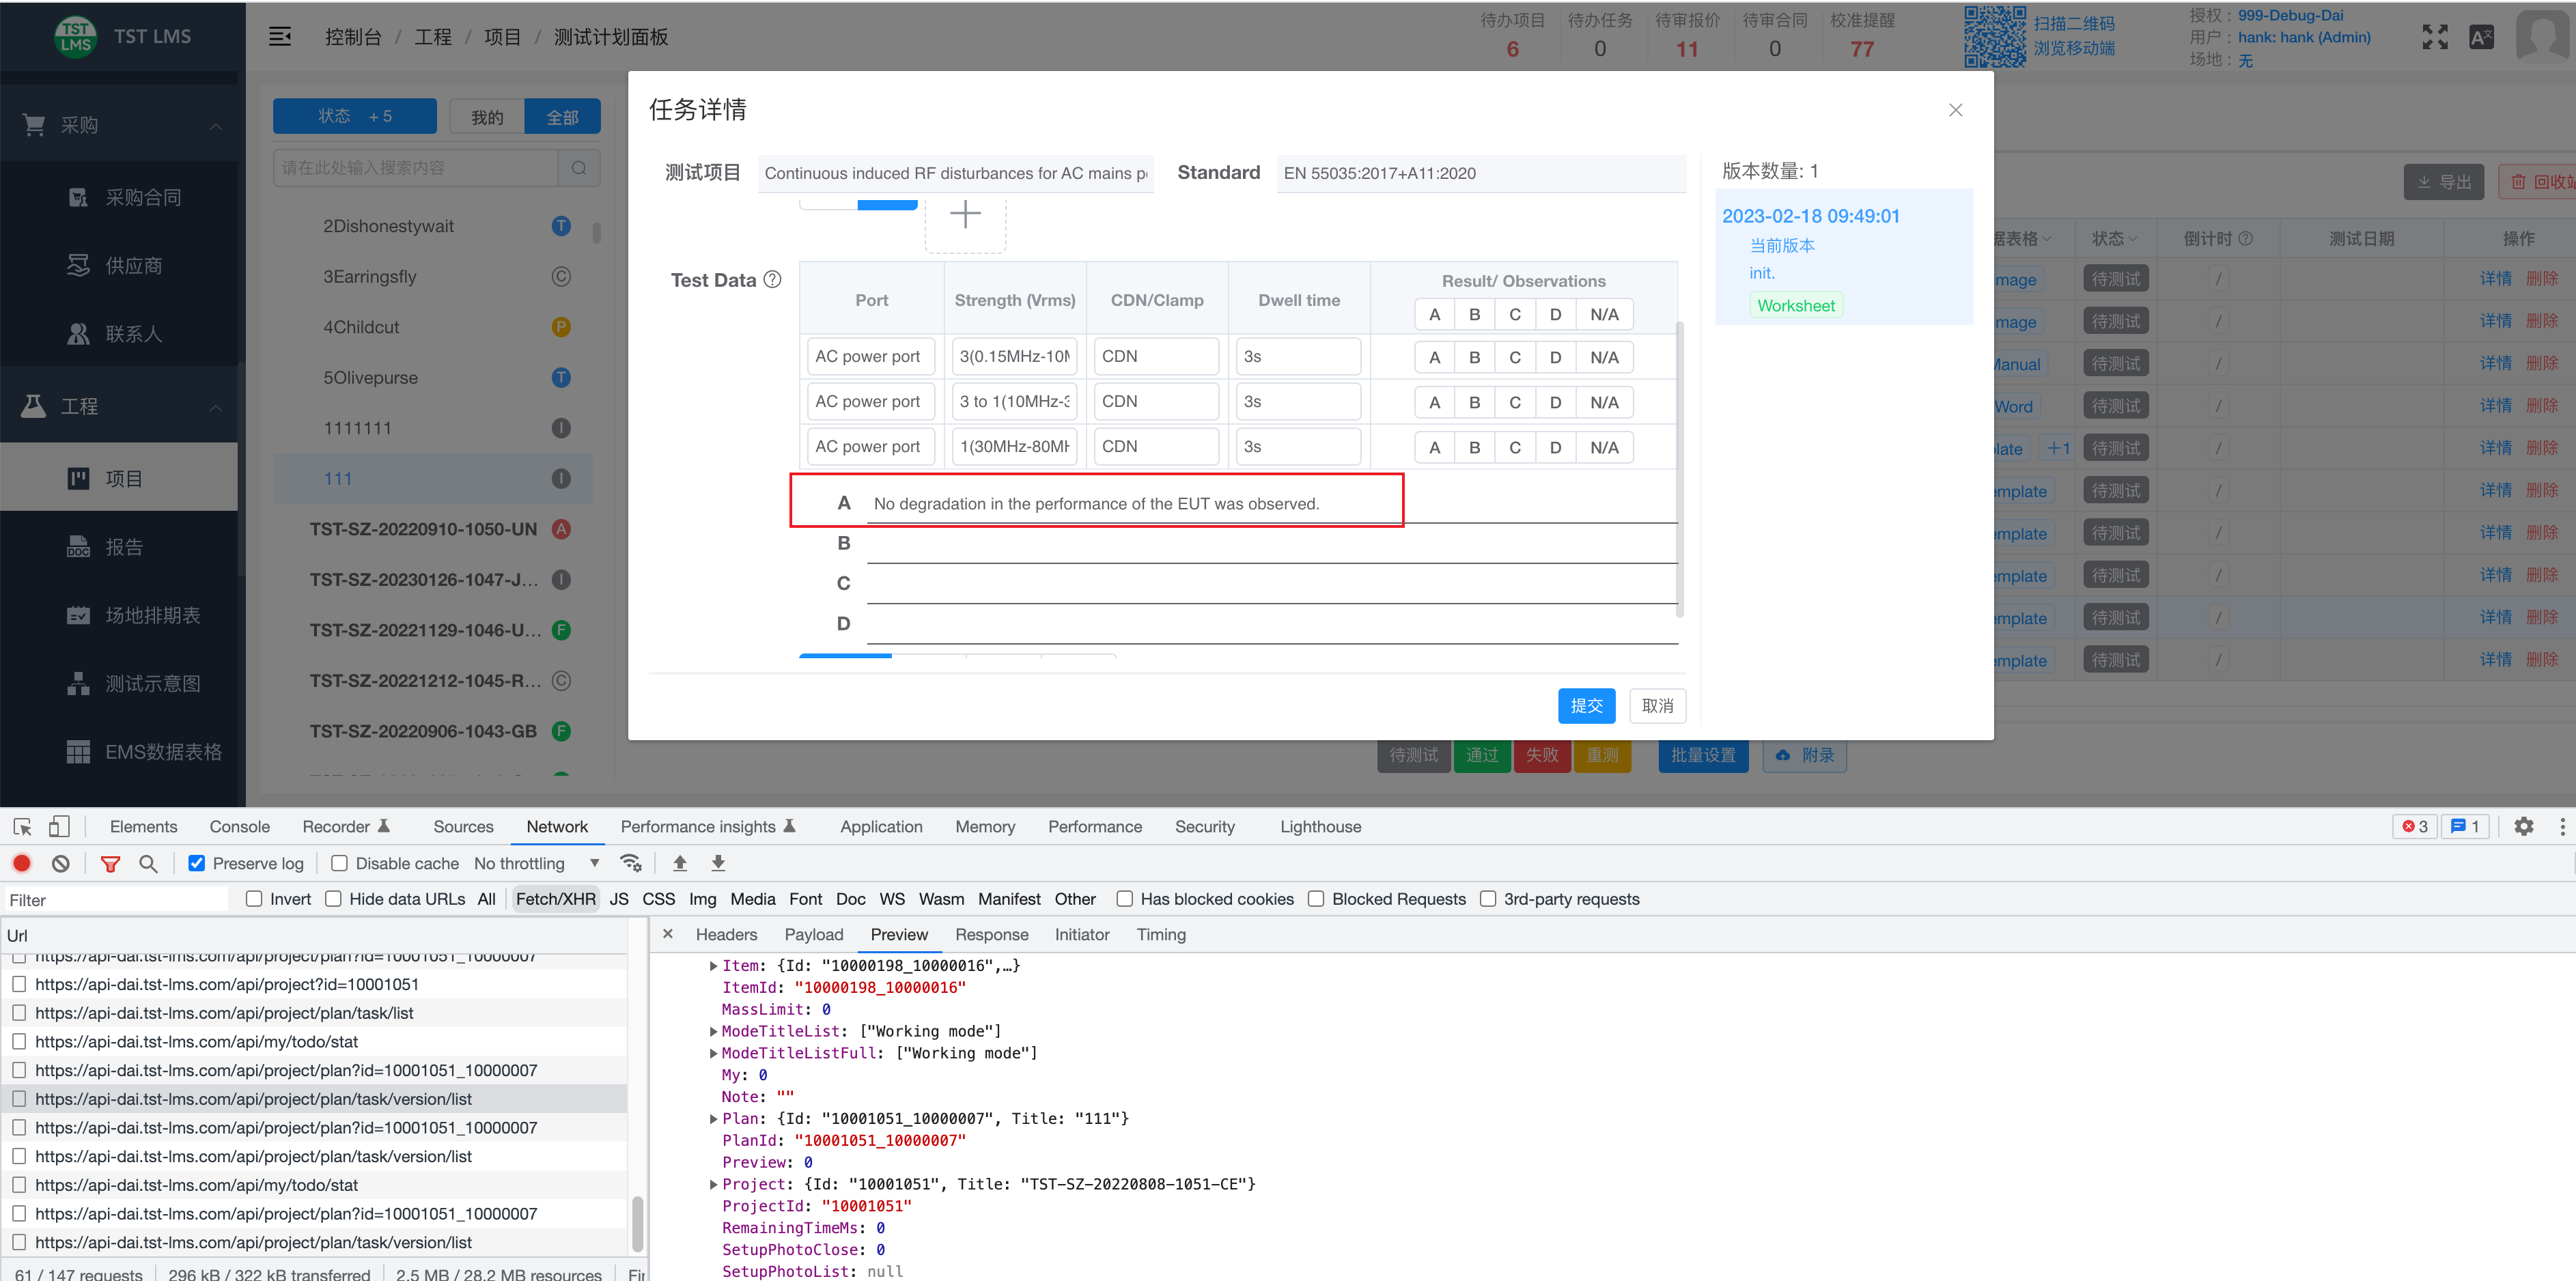 TST LMS
TST LMS
控制台 / 工程 / 项目 / 测试计划面板
待办项目 待办任务 待审报价 待审合同 校准提醒
6 0 11 0 77
扫描二维码
浏览移动端
授权： 999-Debug-Dai
用户： hank: hank (Admin)
场地： 无
采购
采购合同
供应商
联系人
工程
项目
报告
场地排期表
测试示意图
EMS数据表格
状态 + 5
我的 全部
请在此处输入搜索内容
2Dishonestywait T
3Earringsfly C
4Childcut P
5Olivepurse T
1111111 I
111 I
TST-SZ-20220910-1050-UN A
TST-SZ-20230126-1047-J... I
TST-SZ-20221129-1046-U... F
TST-SZ-20221212-1045-R... C
TST-SZ-20220906-1043-GB F
任务详情
测试项目 Continuous induced RF disturbances for AC mains p
Standard EN 55035:2017+A11:2020
Test Data
Port Strength (Vrms) CDN/Clamp Dwell time Result/ Observations
A B C D N/A
AC power port 3(0.15MHz-10M CDN 3s A B C D N/A
AC power port 3 to 1(10MHz-3 CDN 3s A B C D N/A
AC power port 1(30MHz-80MH CDN 3s A B C D N/A
A No degradation in the performance of the EUT was observed.
B
C
D
提交 取消
版本数量: 1
2023-02-18 09:49:01
当前版本
init.
Worksheet
导出 回收站
据表格 状态 倒计时 测试日期 操作
mage 待测试 / 详情 删除
mage 待测试 / 详情 删除
Manual 待测试 / 详情 删除
Word 待测试 / 详情 删除
plate +1 待测试 / 详情 删除
emplate 待测试 / 详情 删除
emplate 待测试 / 详情 删除
emplate 待测试 / 详情 删除
emplate 待测试 / 详情 删除
emplate 待测试 / 详情 删除
待测试 通过 失败 重测 批量设置 附录
Elements Console Recorder Sources Network Performance insights Application Memory Performance Security Lighthouse 3 1
Preserve log Disable cache No throttling
Filter Invert Hide data URLs All Fetch/XHR JS CSS Img Media Font Doc WS Wasm Manifest Other Has blocked cookies Blocked Requests 3rd-party requests
Url
https://api-dai.tst-lms.com/api/project/plan?id=10001051_10000007
https://api-dai.tst-lms.com/api/project?id=10001051
https://api-dai.tst-lms.com/api/project/plan/task/list
https://api-dai.tst-lms.com/api/my/todo/stat
https://api-dai.tst-lms.com/api/project/plan?id=10001051_10000007
https://api-dai.tst-lms.com/api/project/plan/task/version/list
https://api-dai.tst-lms.com/api/project/plan?id=10001051_10000007
https://api-dai.tst-lms.com/api/project/plan/task/version/list
https://api-dai.tst-lms.com/api/my/todo/stat
https://api-dai.tst-lms.com/api/project/plan?id=10001051_10000007
https://api-dai.tst-lms.com/api/project/plan/task/version/list
61 / 147 requests 296 kB / 322 kB transferred 2.5 MB / 28.2 MB resources Fi
Headers Payload Preview Response Initiator Timing
Item: {Id: "10000198_10000016",…}
ItemId: "10000198_10000016"
MassLimit: 0
ModeTitleList: ["Working mode"]
ModeTitleListFull: ["Working mode"]
My: 0
Note: ""
Plan: {Id: "10001051_10000007", Title: "111"}
PlanId: "10001051_10000007"
Preview: 0
Project: {Id: "10001051", Title: "TST-SZ-20220808-1051-CE"}
ProjectId: "10001051"
RemainingTimeMs: 0
SetupPhotoClose: 0
SetupPhotoList: null